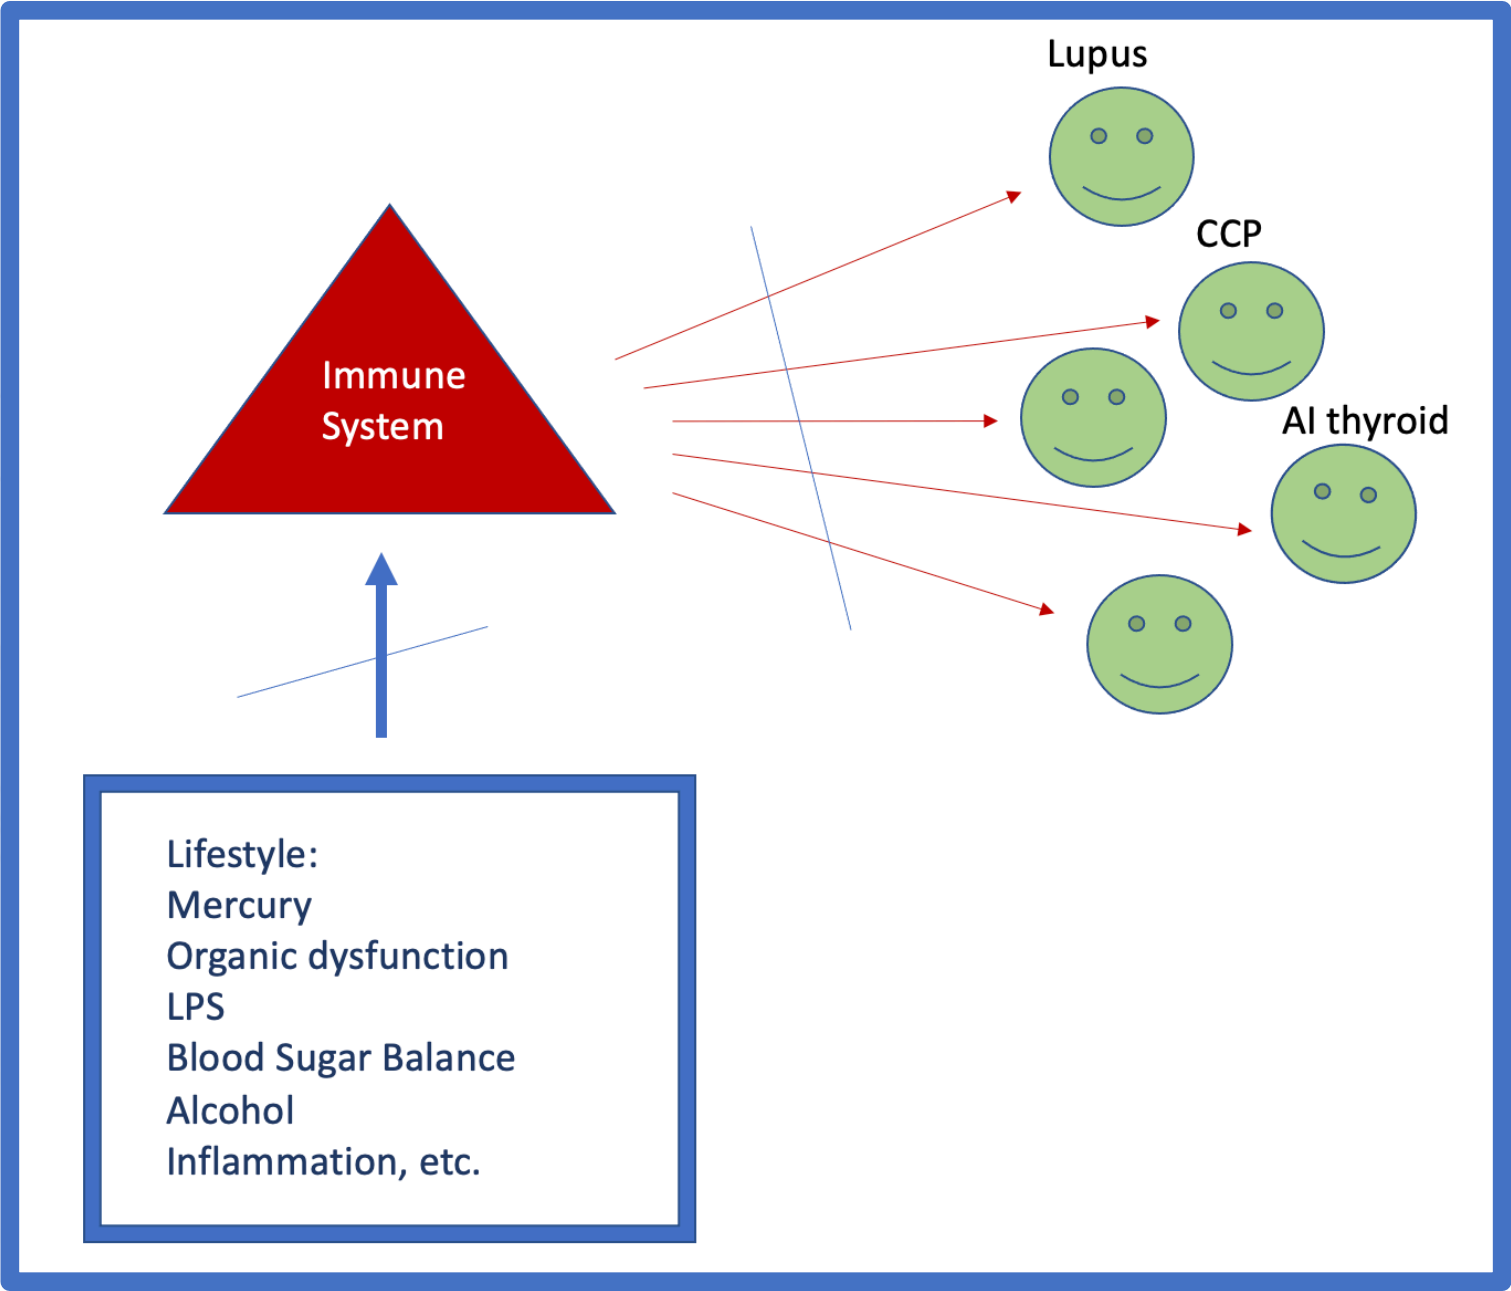 Lupus
CCP
Immune
System
AI thyroid
Lifestyle:
Mercury
Organic dysfunction
LPS
Blood Sugar Balance
Alcohol
Inflammation, etc.